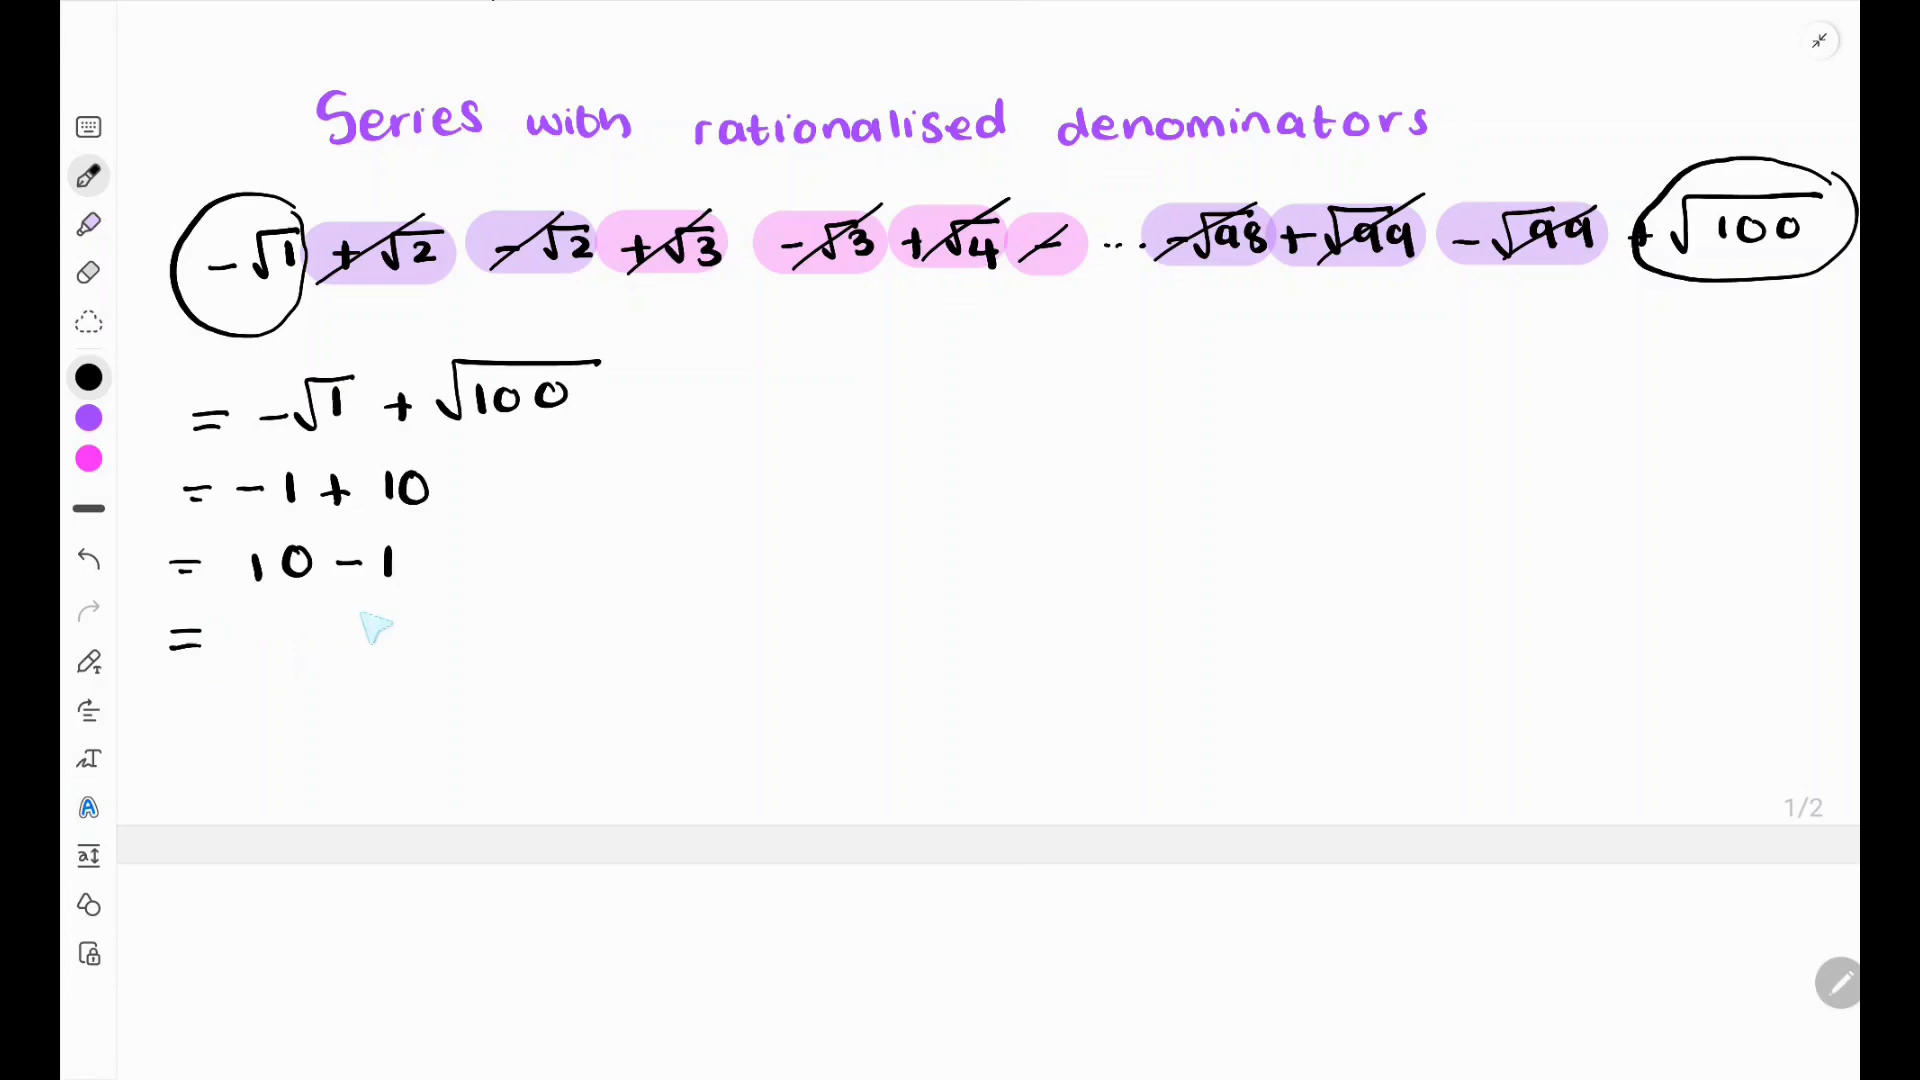 Series with rationalised denominators
-√1 +√2 -√2 +√3 -√3 +√4 - ... -√98 +√99 -√99 +√100
= -√1 + √100
= -1 + 10
= 10 - 1
=
1/2